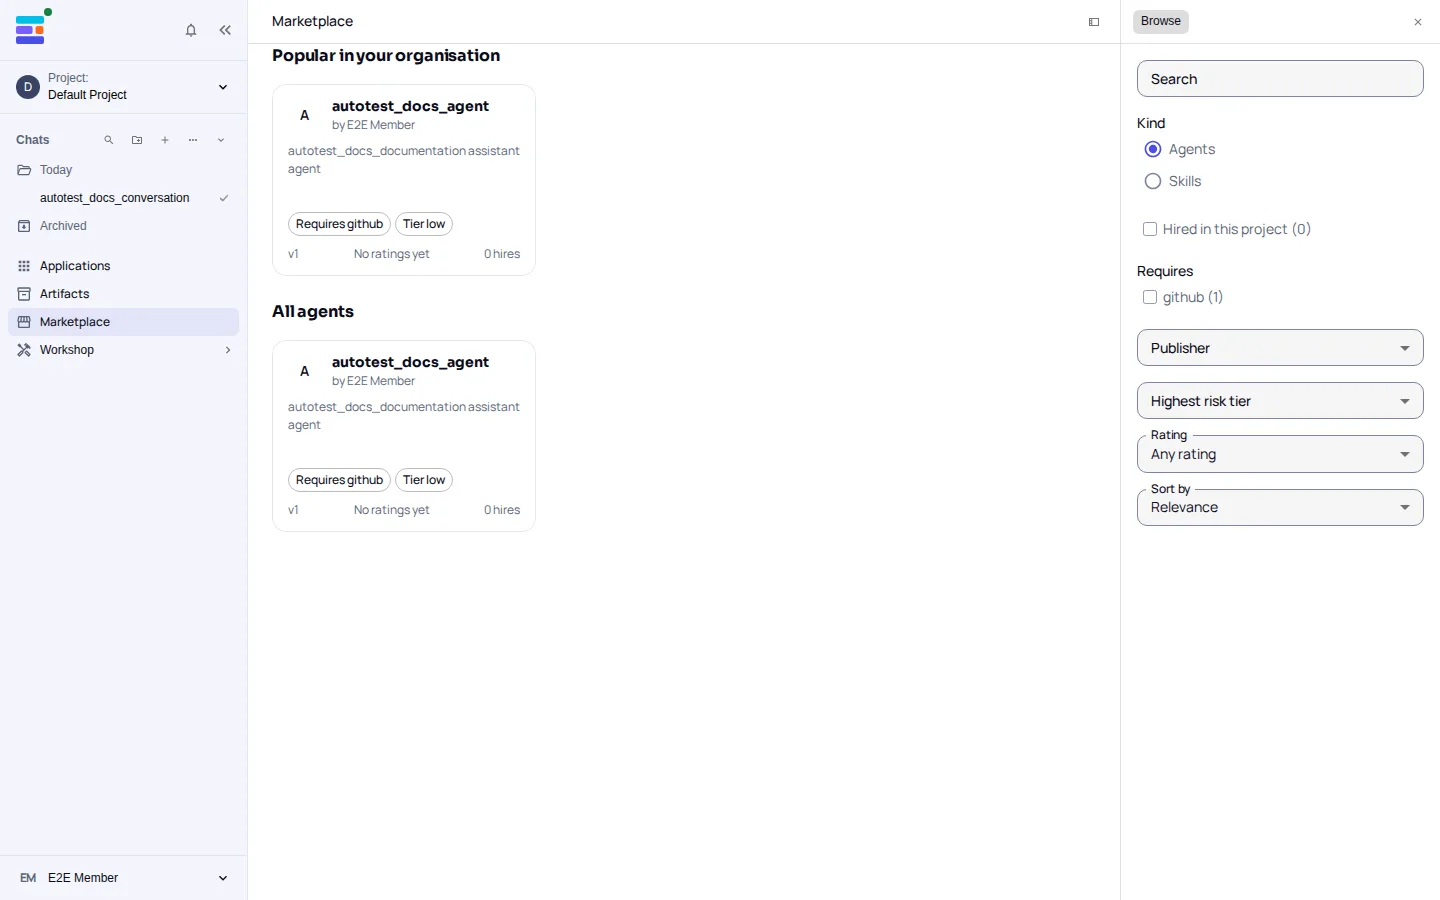 D
Project:
Default Project
Chats
Today
autotest_docs_conversation
Archived
Applications
Artifacts
Marketplace
Workshop
EM
E2E Member
Marketplace
Popular in your organisation
A
autotest_docs_agent
by E2E Member
autotest_docs_documentation assistant
agent
Requires github
Tier low
v1
No ratings yet
0 hires
All agents
A
autotest_docs_agent
by E2E Member
autotest_docs_documentation assistant
agent
Requires github
Tier low
v1
No ratings yet
0 hires
Browse
Search
Kind
Agents
Skills
Hired in this project (0)
Requires
github (1)
Publisher
Highest risk tier
Rating
Any rating
Sort by
Relevance